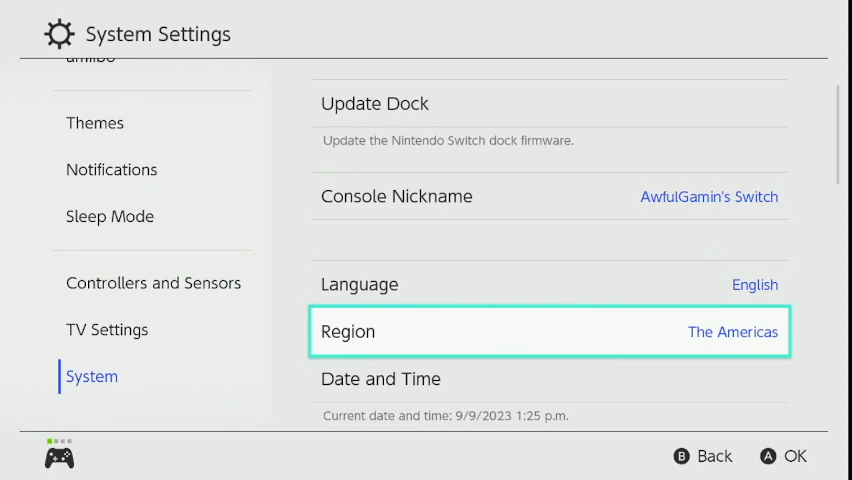 System Settings
amiibo
Themes
Notifications
Sleep Mode
Controllers and Sensors
TV Settings
System
Update Dock
Update the Nintendo Switch dock firmware.
Console Nickname AwfulGamin's Switch
Language English
Region The Americas
Date and Time
Current date and time: 9/9/2023 1:25 p.m.
B Back A OK